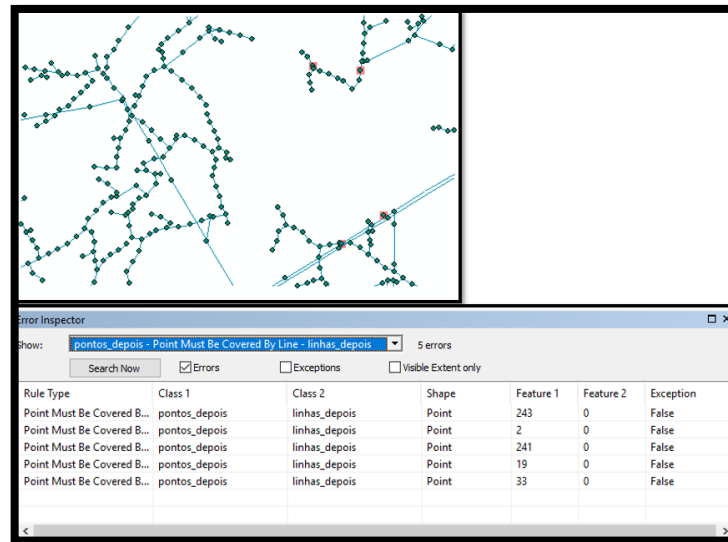 Error Inspector
Show: pontos_depois - Point Must Be Covered By Line - linhas_depois 5 errors
Search Now Errors Exceptions Visible Extent only
Rule Type Class 1 Class 2 Shape Feature 1 Feature 2 Exception
Point Must Be Covered B... pontos_depois linhas_depois Point 243 0 False
Point Must Be Covered B... pontos_depois linhas_depois Point 2 0 False
Point Must Be Covered B... pontos_depois linhas_depois Point 241 0 False
Point Must Be Covered B... pontos_depois linhas_depois Point 19 0 False
Point Must Be Covered B... pontos_depois linhas_depois Point 33 0 False